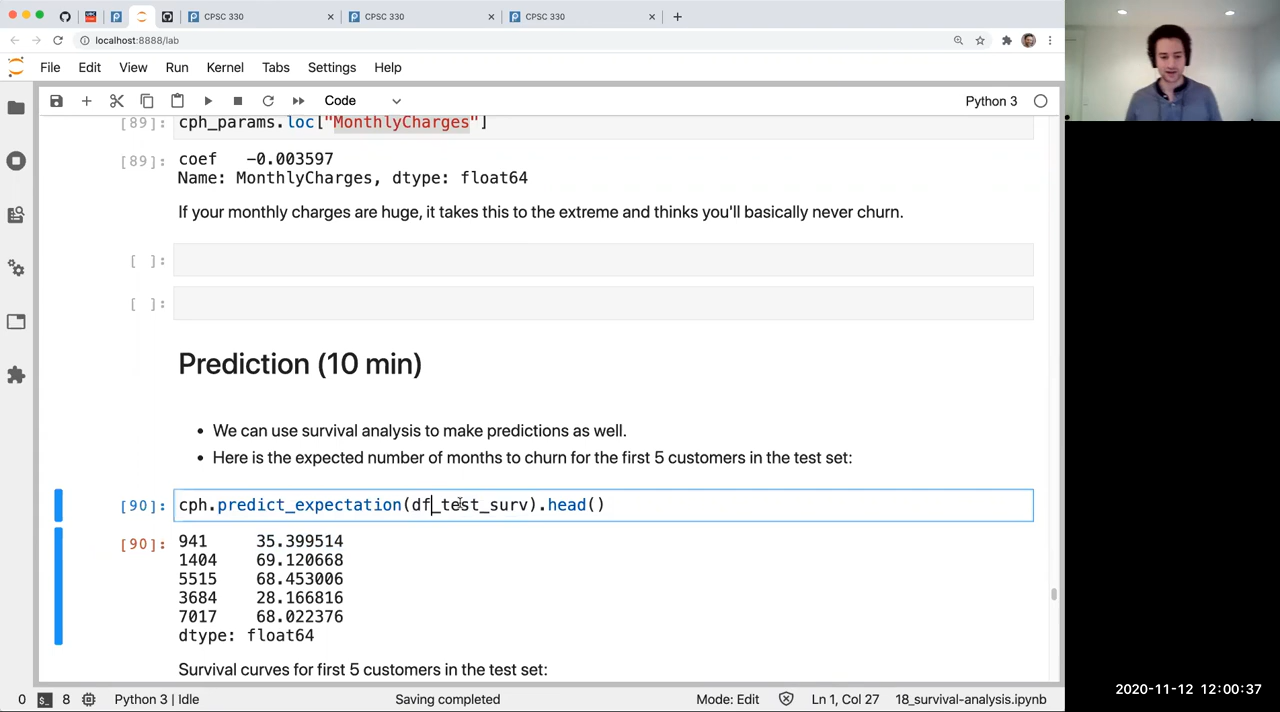 CPSC 330
CPSC 330
CPSC 330
localhost:8888/lab
File Edit View Run Kernel Tabs Settings Help
Code
Python 3
[89]: cph_params.loc["MonthlyCharges"]
[89]: coef -0.003597
Name: MonthlyCharges, dtype: float64
If your monthly charges are huge, it takes this to the extreme and thinks you'll basically never churn.
[ ]:
[ ]:
Prediction (10 min)
• We can use survival analysis to make predictions as well.
• Here is the expected number of months to churn for the first 5 customers in the test set:
[90]: cph.predict_expectation(df_test_surv).head()
[90]: 941 35.399514
1404 69.120668
5515 68.453006
3684 28.166816
7017 68.022376
dtype: float64
Survival curves for first 5 customers in the test set:
0 $_ 8 Python 3 | Idle Saving completed Mode: Edit Ln 1, Col 27 18_survival-analysis.ipynb
2020-11-12 12:00:37